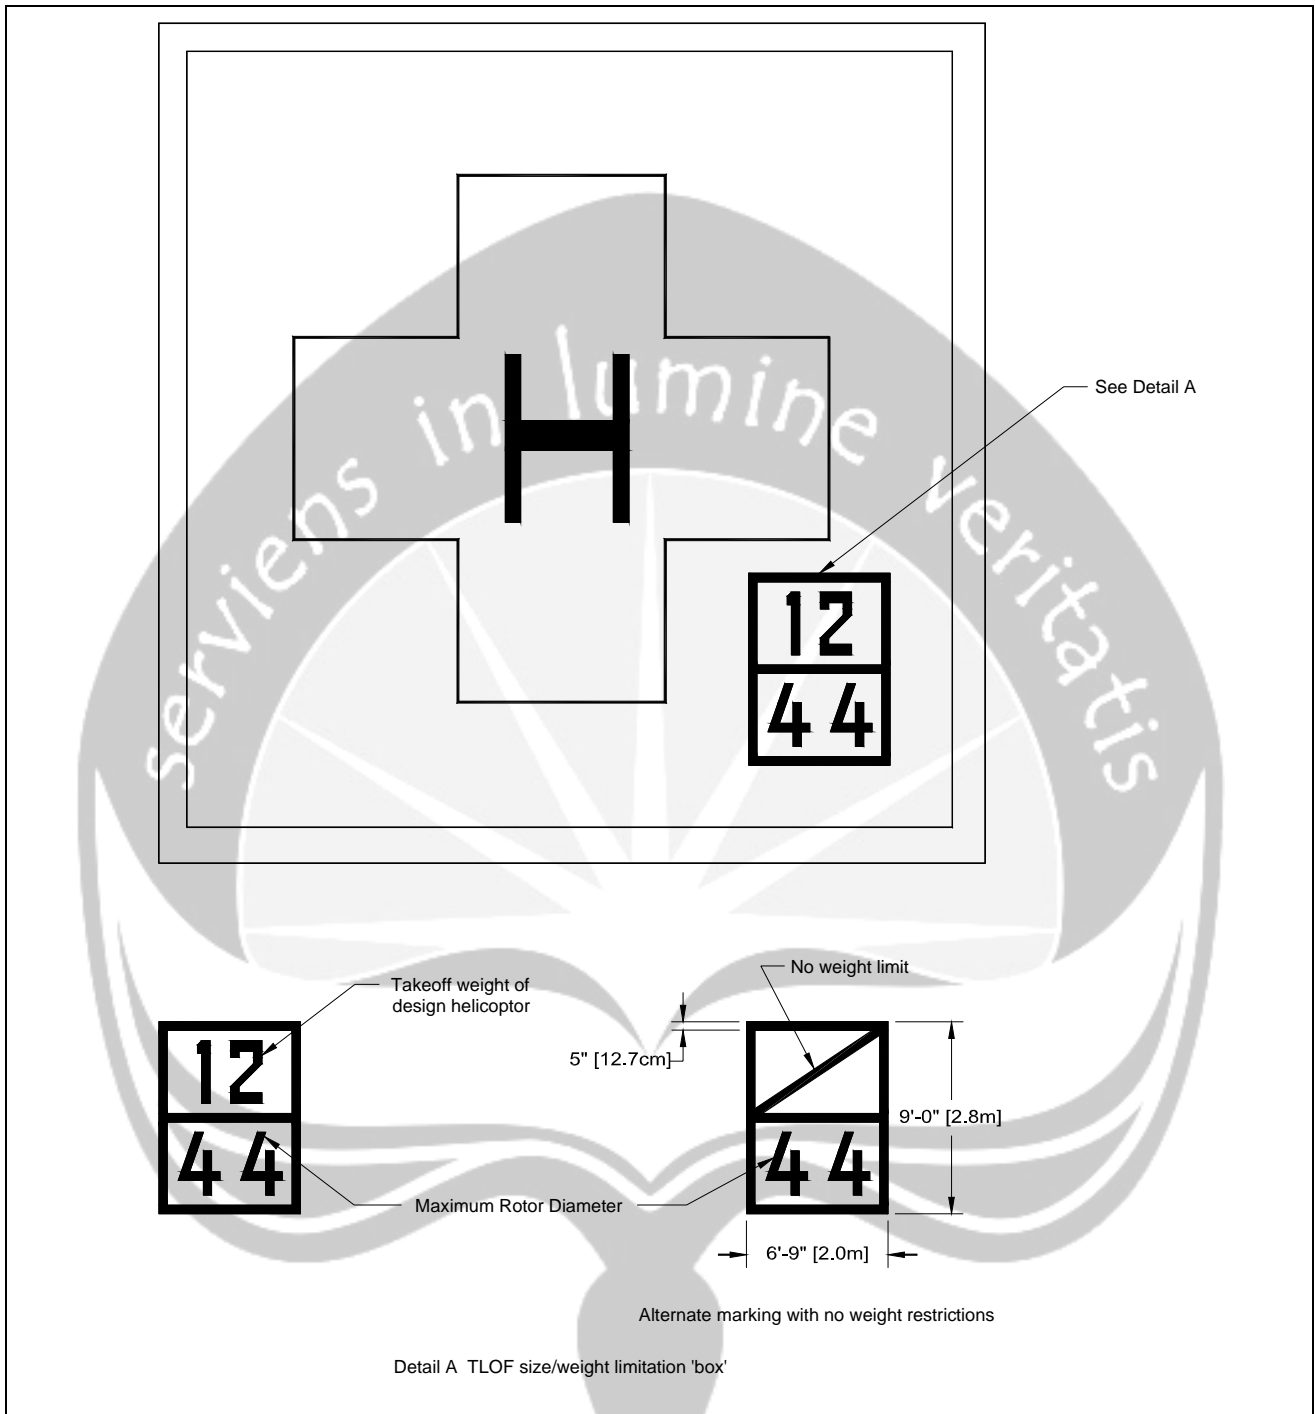 serviens in lumine veritatis
H
See Detail A
12
44
Takeoff weight of
design helicoptor
No weight limit
12
5" [12.7cm]
9'-0" [2.8m]
44
44
Maximum Rotor Diameter
6'-9" [2.0m]
Alternate marking with no weight restrictions
Detail A TLOF size/weight limitation 'box'